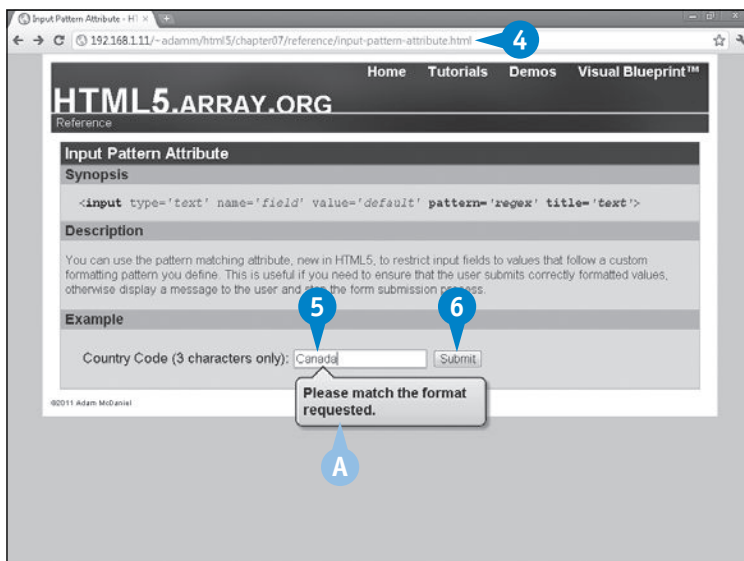 Input Pattern Attribute - HT
192.168.1.11/~adamm/html5/chapter07/reference/input-pattern-attribute.html
4
Home Tutorials Demos Visual Blueprint™
HTML5.ARRAY.ORG
Reference
Input Pattern Attribute
Synopsis
<input type='text' name='field' value='default' pattern='regex' title='text'>
Description
You can use the pattern matching attribute, new in HTML5, to restrict input fields to values that follow a custom
formatting pattern you define. This is useful if you need to ensure that the user submits correctly formatted values,
otherwise display a message to the user and the form submission
5
6
Example
Country Code (3 characters only): Canada Submit
Please match the format
requested.
©2011 Adam McDaniel
A